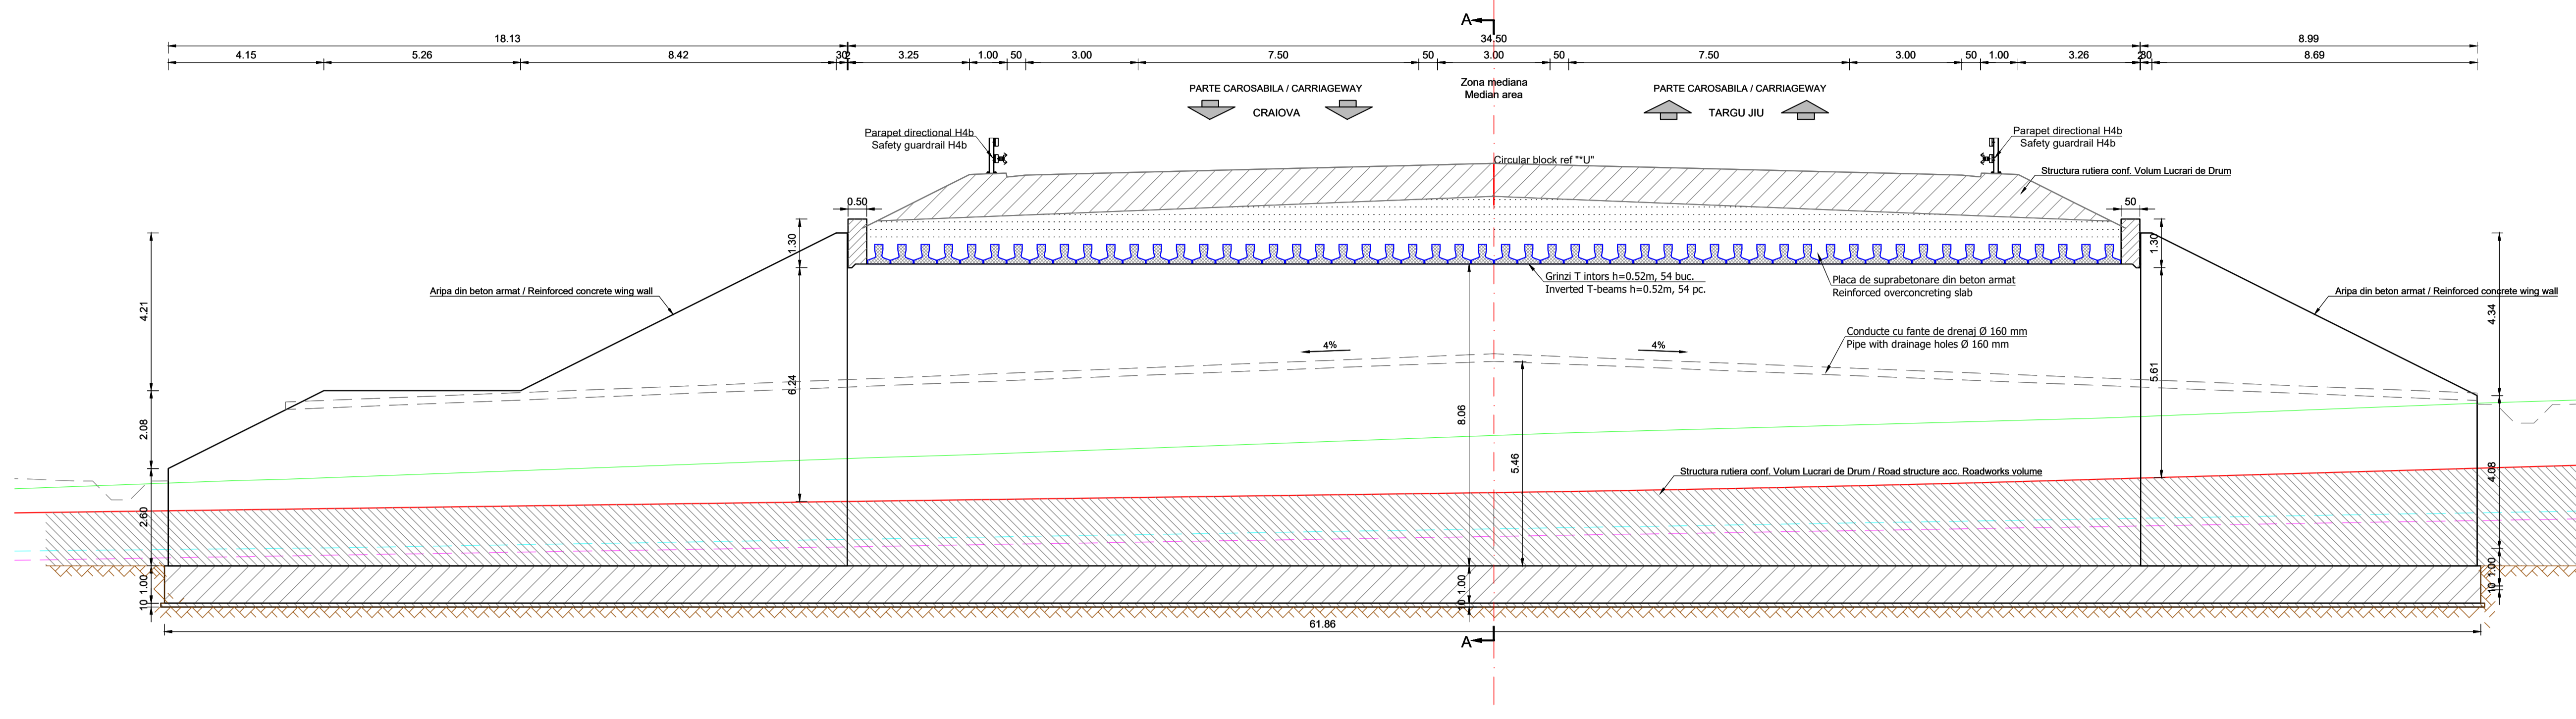 A
18.13
34.50
8.99
4.15
5.26
8.42
30
2
3.25
1.00
50
3.00
7.50
50
3.00
50
7.50
3.00
50
1.00
3.26
30
8.69
Zona mediana
Median area
PARTE CAROSABILA / CARRIAGEWAY
CRAIOVA
PARTE CAROSABILA / CARRIAGEWAY
TARGU JIU
Parapet directional H4b
Safety guardrail H4b
Parapet directional H4b
Safety guardrail H4b
Circular block ref "*U"
Structura rutiera conf. Volum Lucrari de Drum
0.50
50
1.30
1.30
Grinzi T intors h=0.52m, 54 buc.
Inverted T-beams h=0.52m, 54 pc.
Placa de suprabetonare din beton armat
Reinforced overconcreting slab
Aripa din beton armat / Reinforced concrete wing wall
Aripa din beton armat / Reinforced concrete wing wall
4.21
4.34
Conducte cu fante de drenaj Ø 160 mm
Pipe with drainage holes Ø 160 mm
4%
4%
6.24
5.61
8.06
2.08
5.46
Structura rutiera conf. Volum Lucrari de Drum / Road structure acc. Roadworks volume
4.08
2.60
1.00
10
1.00
10
1.00
10
61.86
A